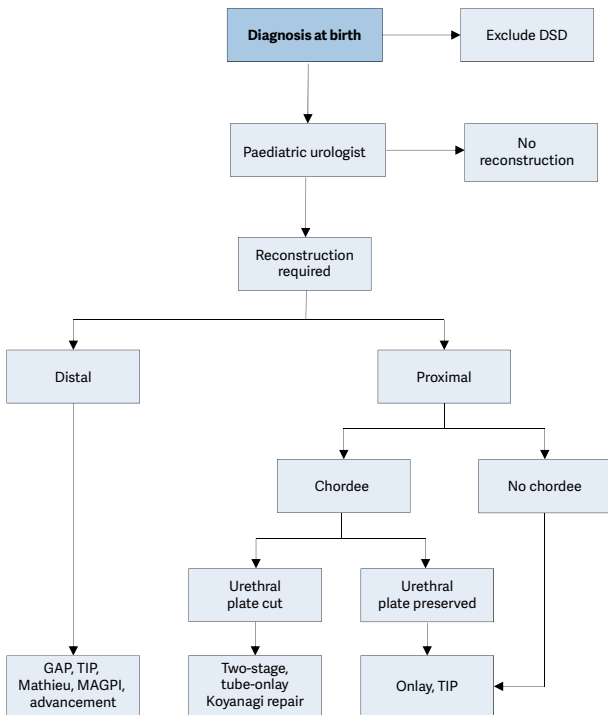 Diagnosis at birth
Exclude DSD
Paediatric urologist
No
reconstruction
Reconstruction
required
Distal
Proximal
Chordee
No chordee
Urethral
plate cut
Urethral
plate preserved
GAP, TIP,
Mathieu, MAGPI,
advancement
Two-stage,
tube-onlay
Koyanagi repair
Onlay, TIP